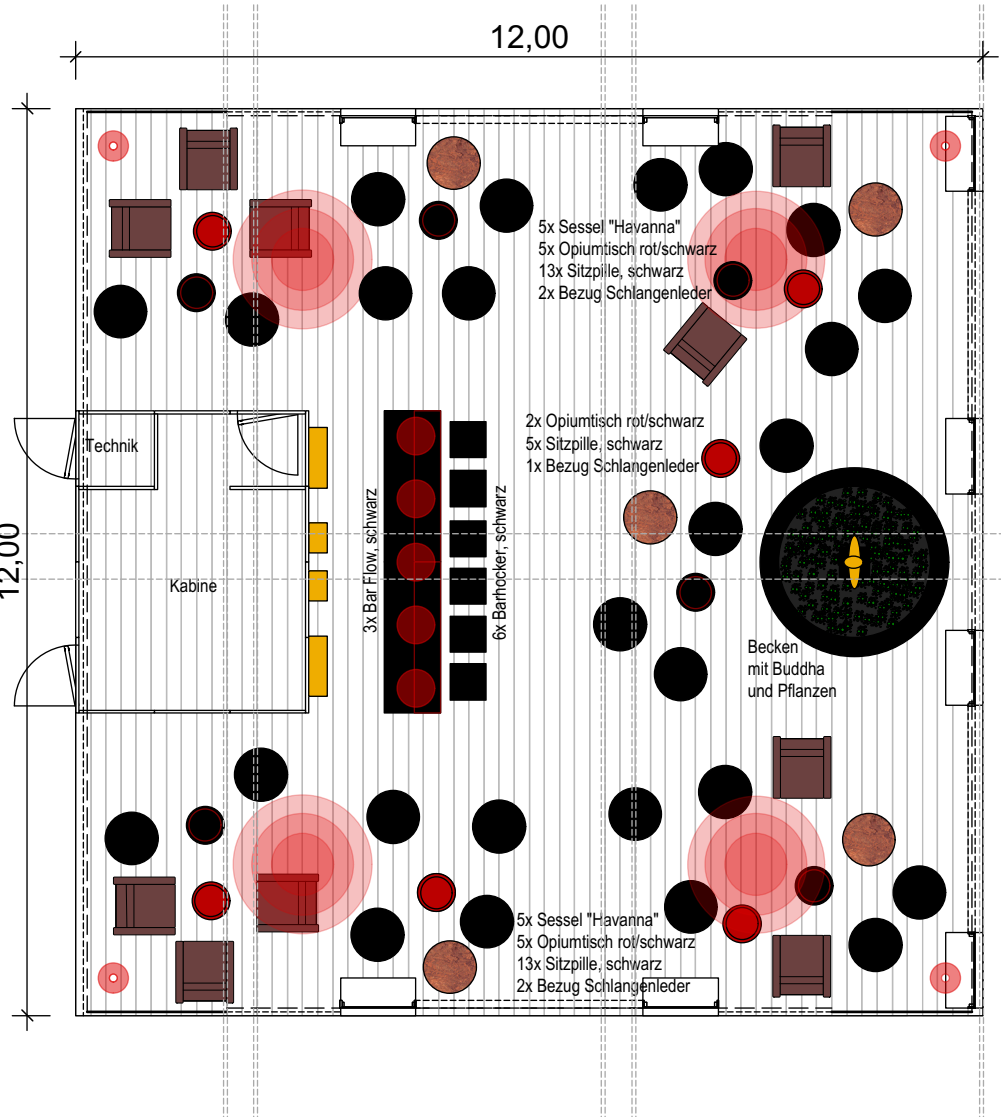 12,00
5x Sessel "Havanna"
5x Opiumtisch rot/schwarz
13x Sitzpille, schwarz
2x Bezug Schlangenleder
2x Opiumtisch rot/schwarz
5x Sitzpille, schwarz
1x Bezug Schlangenleder
Technik
12,00
Kabine
3x Bar Flow, schwarz
6x Barhocker, schwarz
Becken
mit Buddha
und Pflanzen
5x Sessel "Havanna"
5x Opiumtisch rot/schwarz
13x Sitzpille, schwarz
2x Bezug Schlangenleder